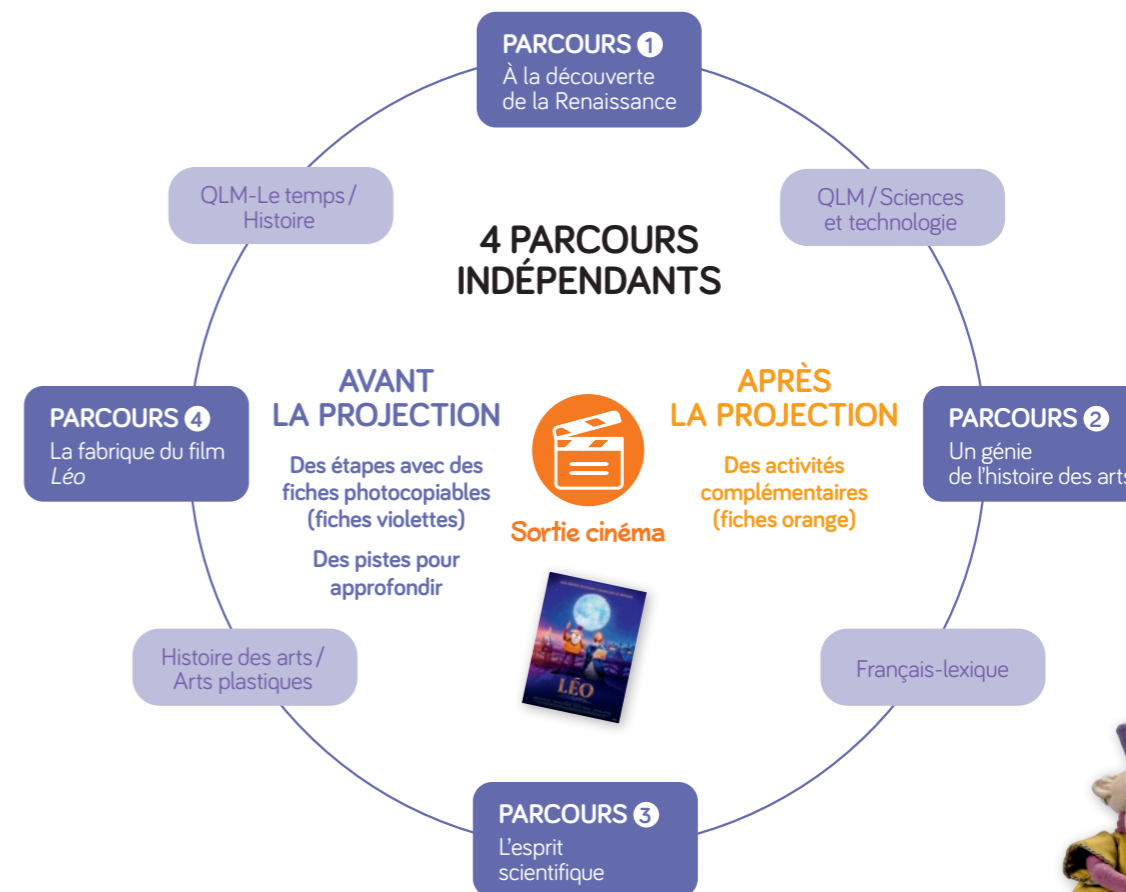 PARCOURS 1
À la découverte
de la Renaissance
QLM-Le temps /
Histoire
QLM / Sciences
et technologie
4 PARCOURS
INDÉPENDANTS
PARCOURS 4
La fabrique du film
Léo
AVANT
LA PROJECTION
Des étapes avec des
fiches photocopiables
(fiches violettes)
Des pistes pour
approfondir
Sortie cinéma
LÉO
APRÈS
LA PROJECTION
Des activités
complémentaires
(fiches orange)
PARCOURS 2
Un génie
de l'histoire des arts
Histoire des arts /
Arts plastiques
Français-lexique
PARCOURS 3
L'esprit
scientifique